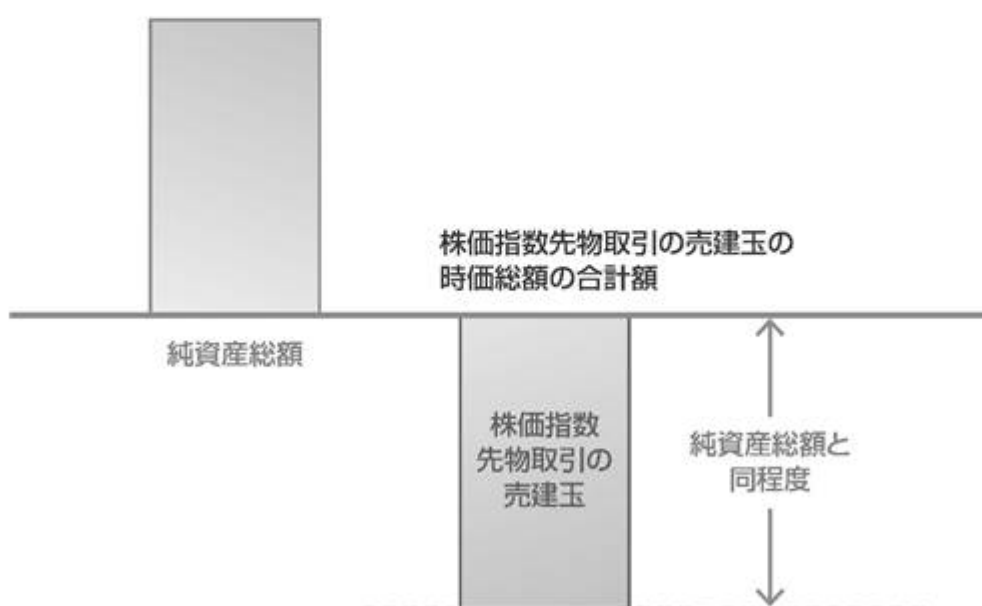 株価指数先物取引の売建玉の
時価総額の合計額
純資産総額
株価指数
先物取引の
売建玉
純資産総額と
同程度